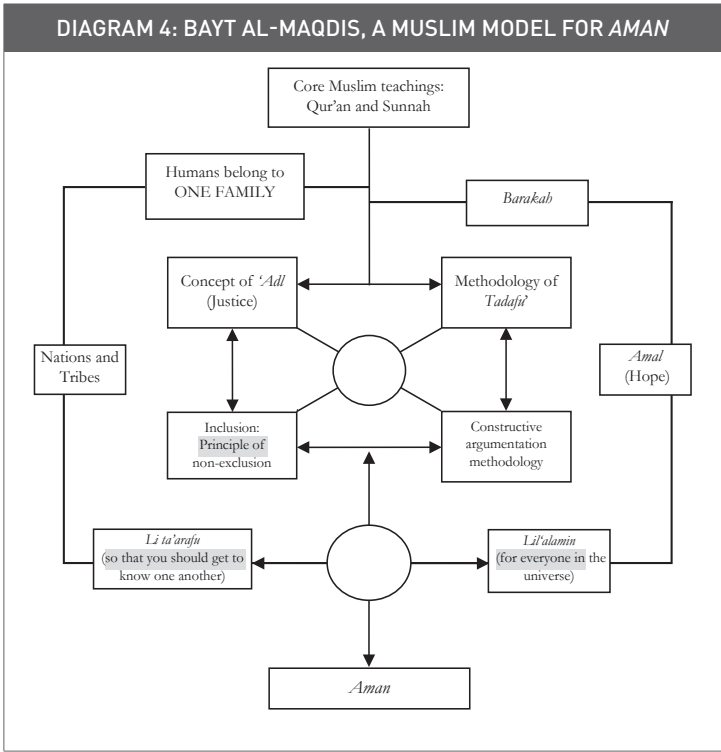 DIAGRAM 4: BAYT AL-MAQDIS, A MUSLIM MODEL FOR AMAN
Core Muslim teachings:
Qur'an and Sunnah
Humans belong to
ONE FAMILY
Barakah
Concept of ‘Adl
(Justice)
Methodology of
Tadafu’
Nations and
Tribes
Amal
(Hope)
Inclusion:
Principle of
non-exclusion
Constructive
argumentation
methodology
Li ta’arafu
(so that you should get to
know one another)
Lil‘alamin
(for everyone in the
universe)
Aman